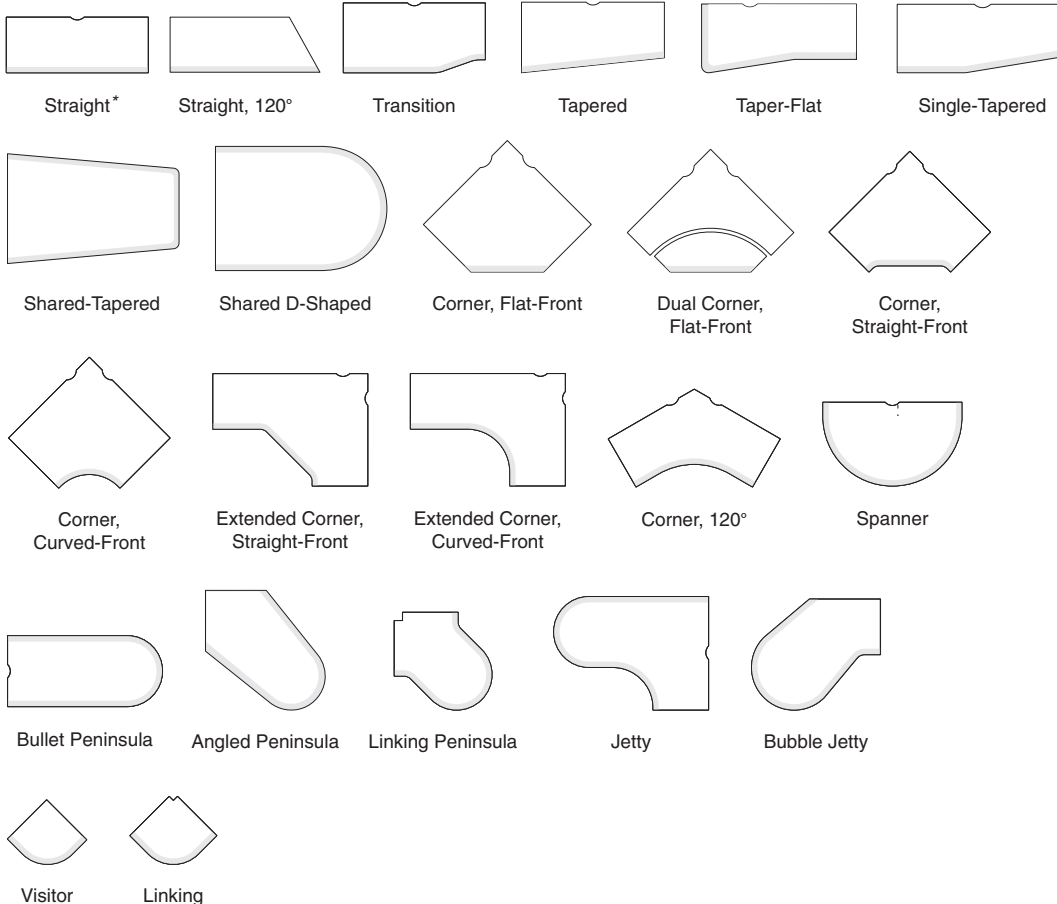 Straight*
Straight, 120°
Transition
Tapered
Taper-Flat
Single-Tapered
Shared-Tapered
Shared D-Shaped
Corner, Flat-Front
Dual Corner,
Flat-Front
Corner,
Straight-Front
Corner,
Curved-Front
Extended Corner,
Straight-Front
Extended Corner,
Curved-Front
Corner, 120°
Spanner
Bullet Peninsula
Angled Peninsula
Linking Peninsula
Jetty
Bubble Jetty
Visitor
Linking